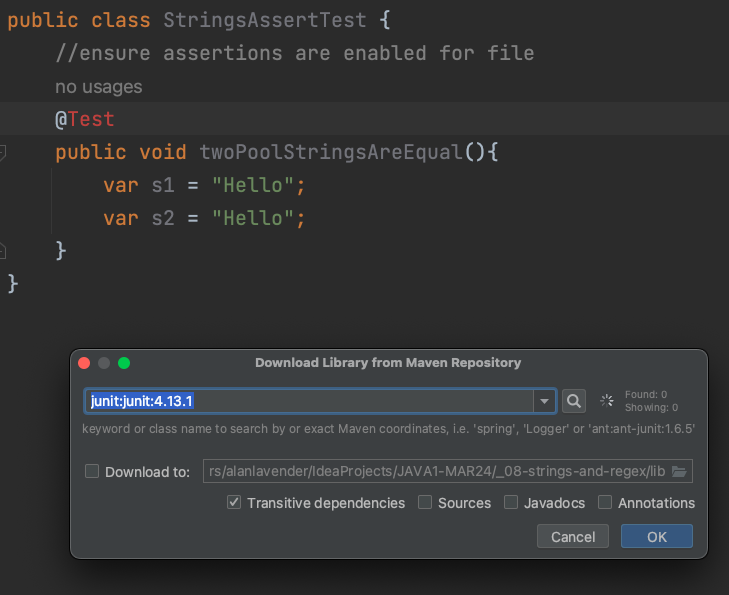 public class StringsAssertTest {
//ensure assertions are enabled for file
no usages
@Test
public void twoPoolStringsAreEqual(){
var s1 = "Hello";
var s2 = "Hello";
}
}
Download Library from Maven Repository
junit:junit:4.13.1
Found: 0
Showing: 0
keyword or class name to search by or exact Maven coordinates, i.e. 'spring', 'Logger' or 'ant:ant-junit:1.6.5'
Download to: rs/alanlavender/IdeaProjects/JAVA1-MAR24/_08-strings-and-regex/lib
Transitive dependencies Sources Javadocs Annotations
Cancel OK